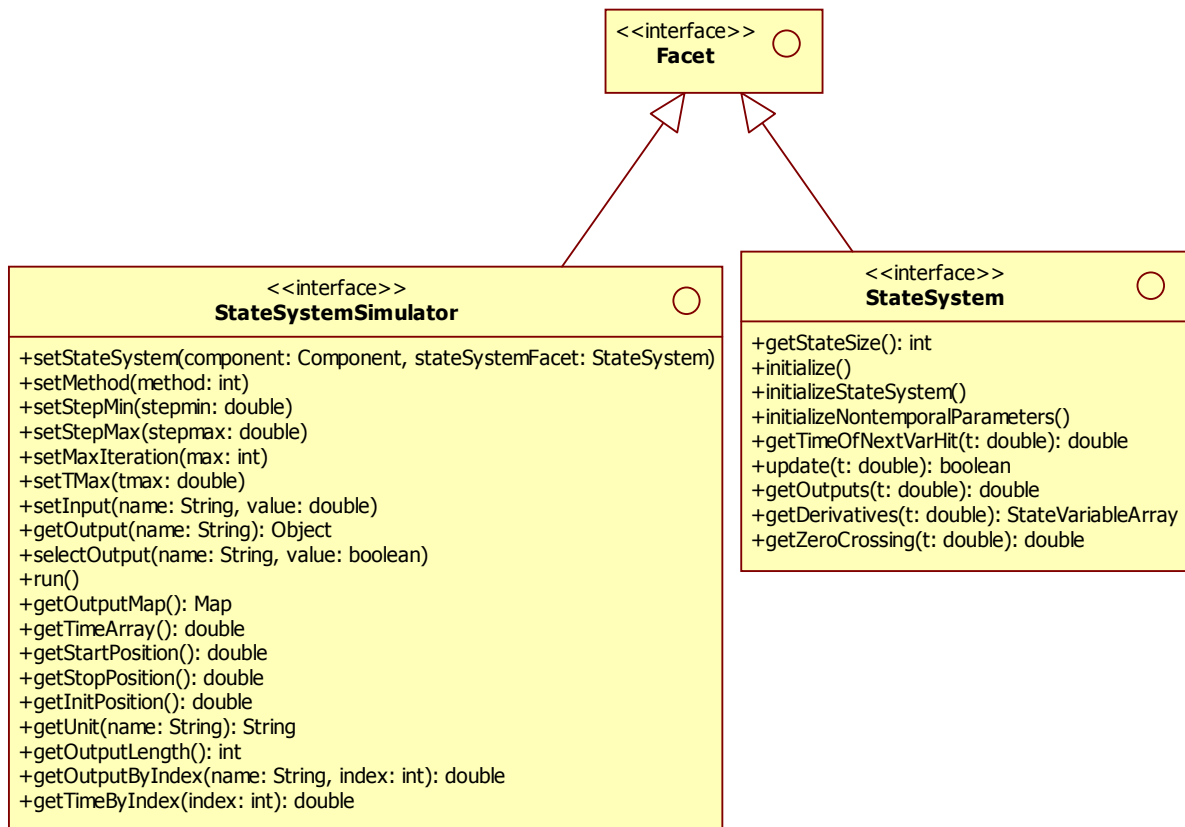 <<interface>>
Facet
<<interface>>
StateSystemSimulator
+setStateSystem(component: Component, stateSystemFacet: StateSystem)
+setMethod(method: int)
+setStepMin(stepmin: double)
+setStepMax(stepmax: double)
+setMaxIteration(max: int)
+setTMax(tmax: double)
+setInput(name: String, value: double)
+getOutput(name: String): Object
+selectOutput(name: String, value: boolean)
+run()
+getOutputMap(): Map
+getTimeArray(): double
+getStartPosition(): double
+getStopPosition(): double
+getInitPosition(): double
+getUnit(name: String): String
+getOutputLength(): int
+getOutputByIndex(name: String, index: int): double
+getTimeByIndex(index: int): double
<<interface>>
StateSystem
+getStateSize(): int
+initialize()
+initializeStateSystem()
+initializeNontemporalParameters()
+getTimeOfNextVarHit(t: double): double
+update(t: double): boolean
+getOutputs(t: double): double
+getDerivatives(t: double): StateVariableArray
+getZeroCrossing(t: double): double